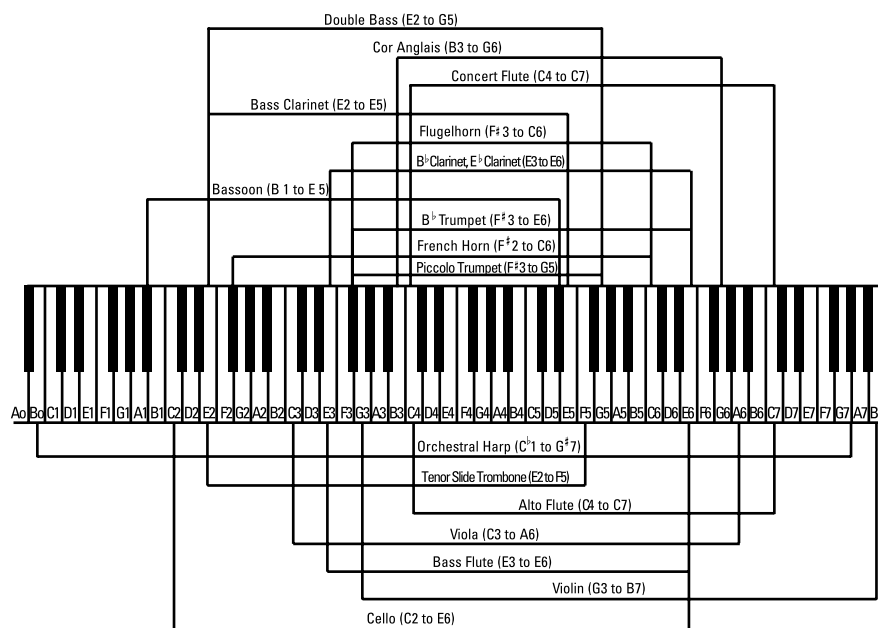 Double Bass (E2 to G5)
Cor Anglais (B3 to G6)
Concert Flute (C4 to C7)
Bass Clarinet (E2 to E5)
Flugelhorn (F♯3 to C6)
B♭Clarinet, E♭Clarinet (E3 to E6)
Bassoon (B 1 to E 5)
B♭ Trumpet (F♯3 to E6)
French Horn (F♯2 to C6)
Piccolo Trumpet (F♯3 to G5)
Ao Bo C1 D1 E1 F1 G1 A1 B1 C2 D2 E2 F2 G2 A2 B2 C3 D3 E3 F3 G3 A3 B3 C4 D4 E4 F4 G4 A4 B4 C5 D5 E5 F5 G5 A5 B5 C6 D6 E6 F6 G6 A6 B6 C7 D7 E7 F7 G7 A7 B
Orchestral Harp (C♭1 to G♯7)
Tenor Slide Trombone (E2 to F5)
Alto Flute (C4 to C7)
Viola (C3 to A6)
Bass Flute (E3 to E6)
Violin (G3 to B7)
Cello (C2 to E6)